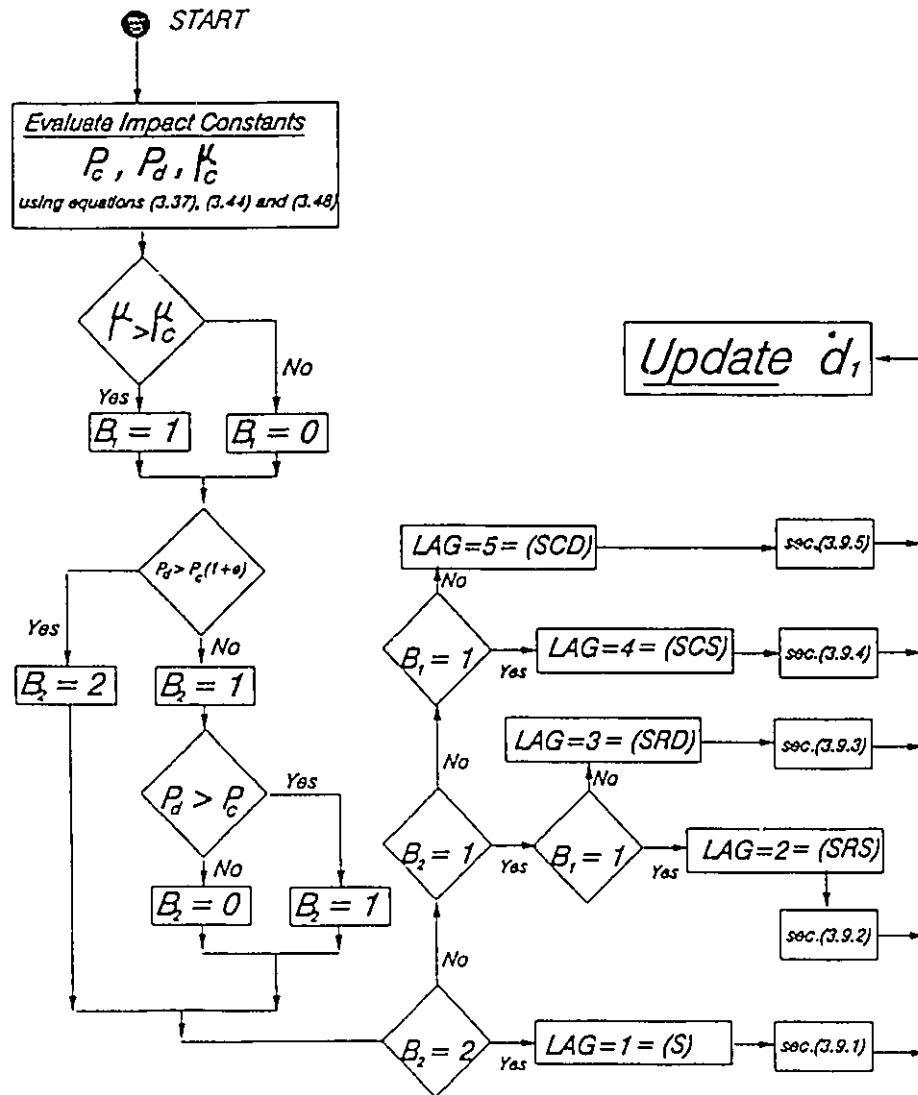 START
Evaluate Impact Constants
P_c, P_d, μ_c
using equations (3.37), (3.44) and (3.48)
μ > μ_c
No
Yes
B_1 = 1
B_1 = 0
Update ḋ_1
P_d > P_c(1+e)
Yes
No
B_2 = 2
B_2 = 1
P_d > P_c
Yes
No
B_2 = 0
B_2 = 1
LAG=5=(SCD)
sec.(3.9.5)
No
B_1 = 1
Yes
LAG=4=(SCS)
sec.(3.9.4)
No
LAG=3=(SRD)
sec.(3.9.3)
No
B_2 = 1
Yes
B_1 = 1
Yes
LAG=2=(SRS)
sec.(3.9.2)
No
B_2 = 2
Yes
LAG=1=(S)
sec.(3.9.1)